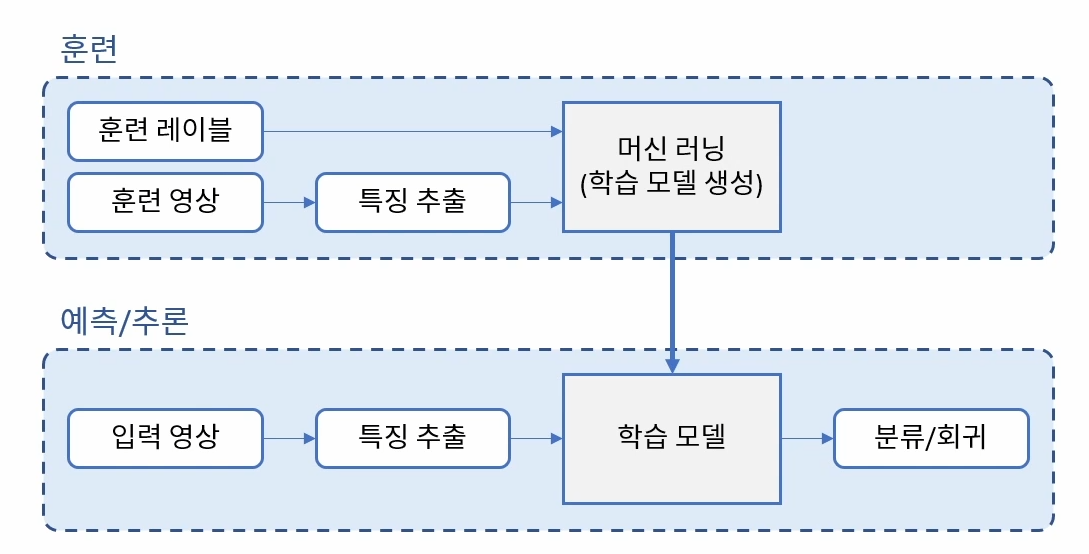 훈련
훈련 레이블
훈련 영상
특징 추출
머신 러닝
(학습 모델 생성)
예측/추론
입력 영상
특징 추출
학습 모델
분류/회귀